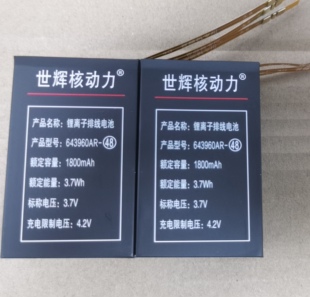 世辉核动力®
产品名称: 锂离子排线电池
产品型号: 643960AR-㊽
额定容量: 1800mAh
额定能量: 3.7Wh
标称电压: 3.7V
充电限制电压: 4.2V
世辉核动力®
产品名称: 锂离子排线电池
产品型号: 643960AR-㊽
额定容量: 1800mAh
额定能量: 3.7Wh
标称电压: 3.7V
充电限制电压: 4.2V